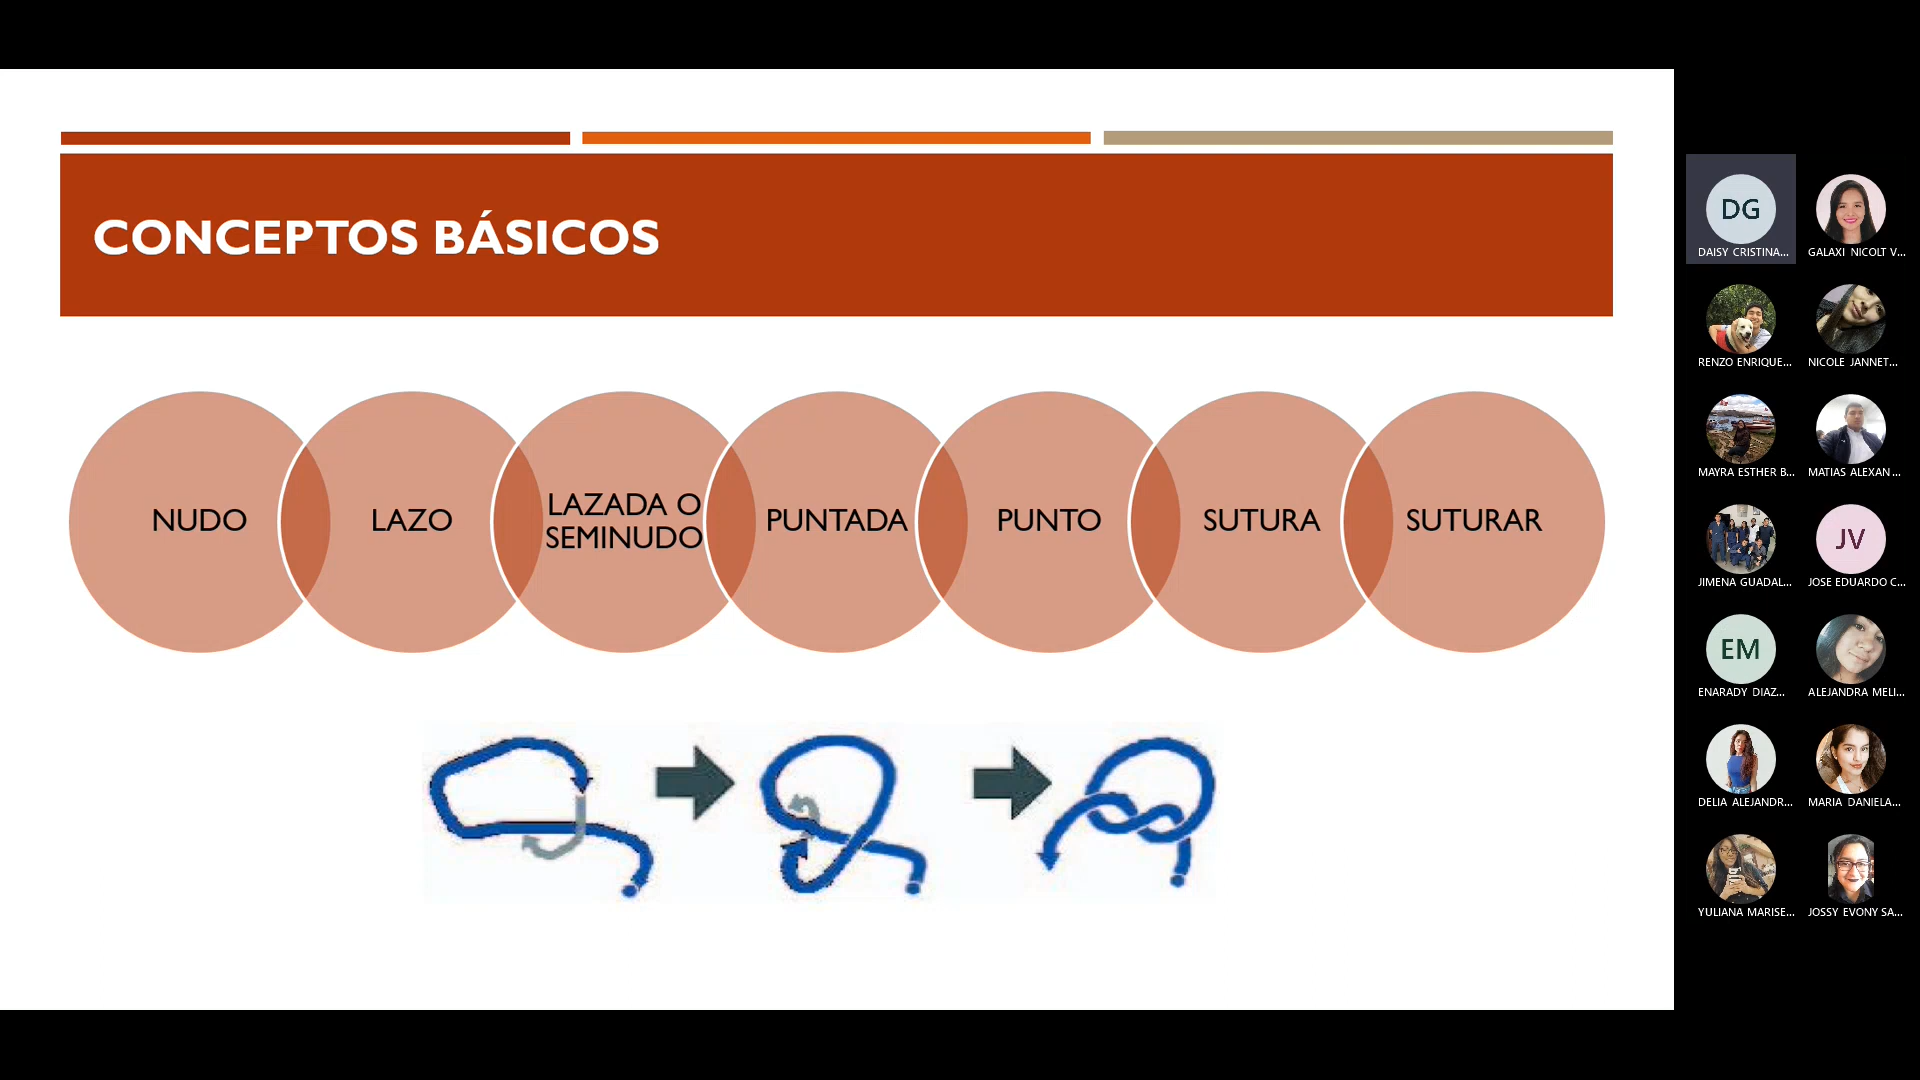 CONCEPTOS BÁSICOS
NUDO
LAZO
LAZADA O
SEMINUDO
PUNTADA
PUNTO
SUTURA
SUTURAR
DG
DAISY CRISTINA...
GALAXI NICOLT V...
RENZO ENRIQUE...
NICOLE JANNET...
MAYRA ESTHER B...
MATIAS ALEXAN...
JIMENA GUADAL...
JV
JOSE EDUARDO C...
EM
ENARADY DIAZ...
ALEJANDRA MELI...
DELIA ALEJANDR...
MARIA DANIELA...
YULIANA MARISE...
JOSSY EVONY SA...